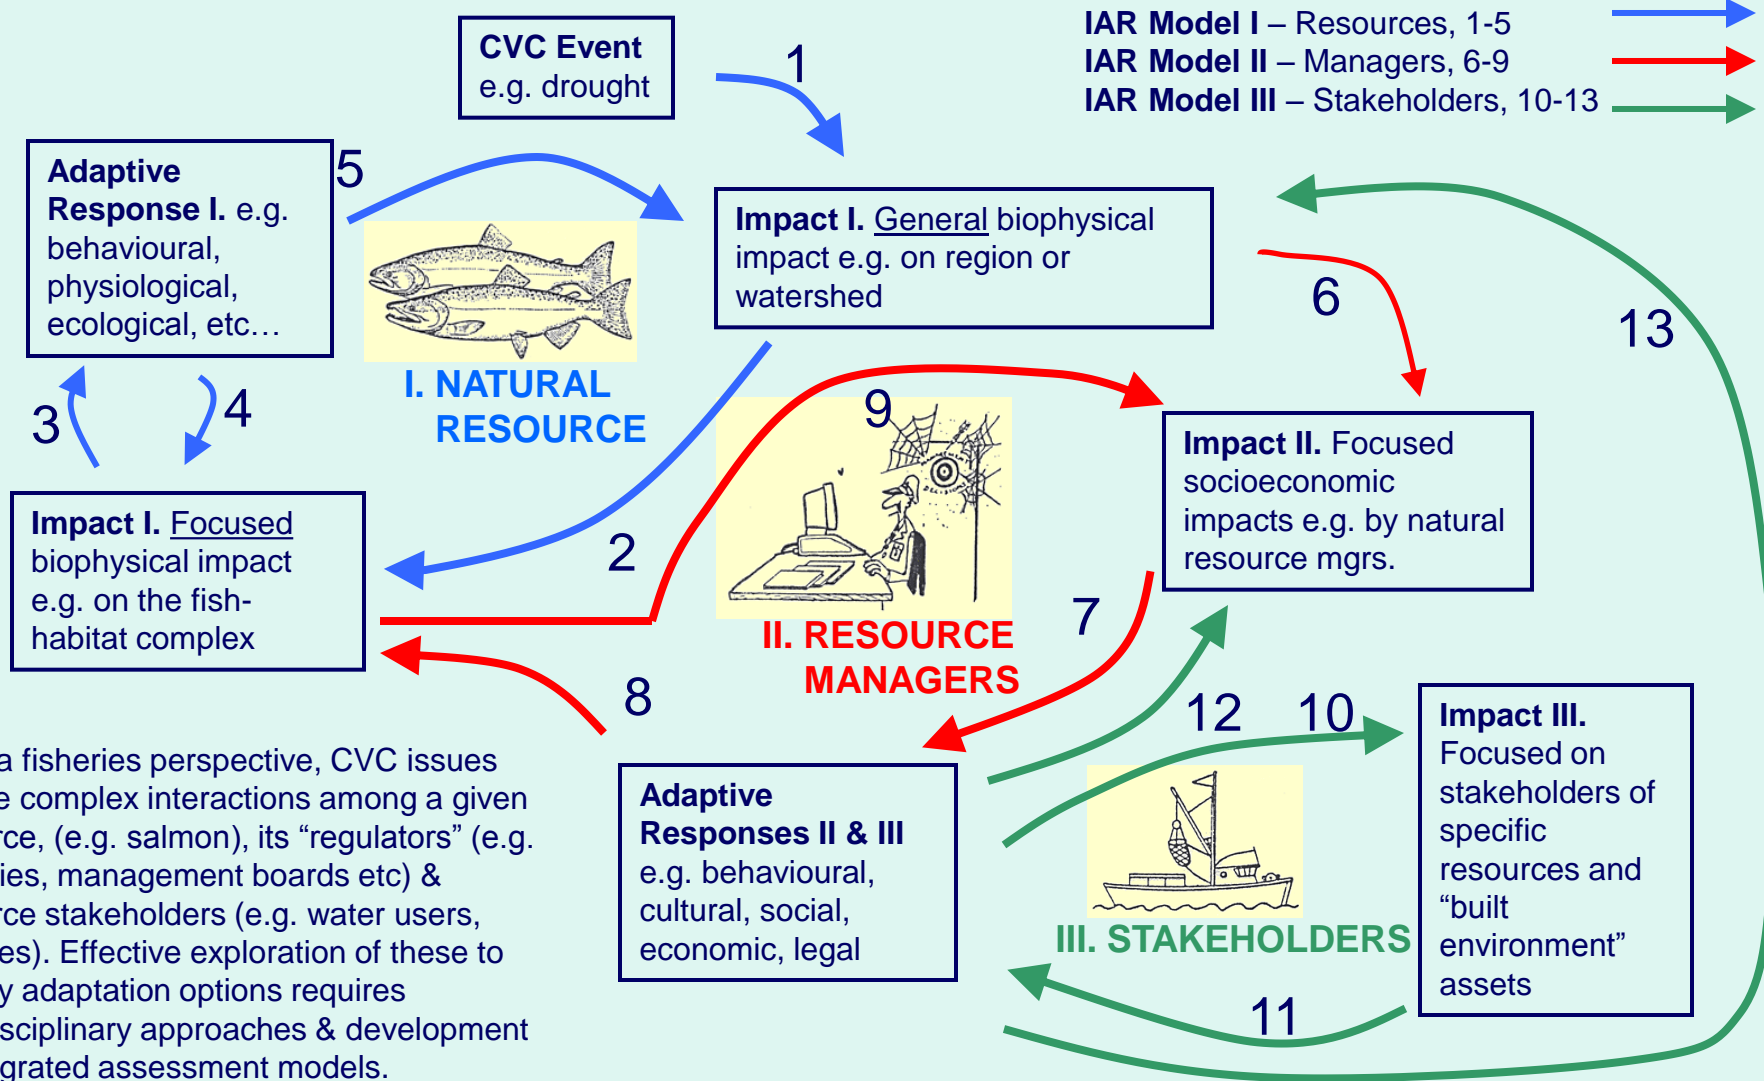 IAR Model I – Resources, 1-5
IAR Model II – Managers, 6-9
IAR Model III – Stakeholders, 10-13
CVC Event
e.g. drought
1
Adaptive
Response I. e.g.
behavioural,
physiological,
ecological, etc…
5
Impact I. General biophysical
impact e.g. on region or
watershed
6
13
I. NATURAL
RESOURCE
3
4
9
Impact II. Focused
socioeconomic
impacts e.g. by natural
resource mgrs.
Impact I. Focused
biophysical impact
e.g. on the fish-
habitat complex
2
7
II. RESOURCE
MANAGERS
8
12
10
Impact III.
Focused on
stakeholders of
specific
resources and
“built
environment”
assets
Adaptive
Responses II & III
e.g. behavioural,
cultural, social,
economic, legal
III. STAKEHOLDERS
11
a fisheries perspective, CVC issues
complex interactions among a given
(e.g. salmon), its “regulators” (e.g.
management boards etc) &
stakeholders (e.g. water users,
Effective exploration of these to
adaptation options requires
approaches & development
assessment models.